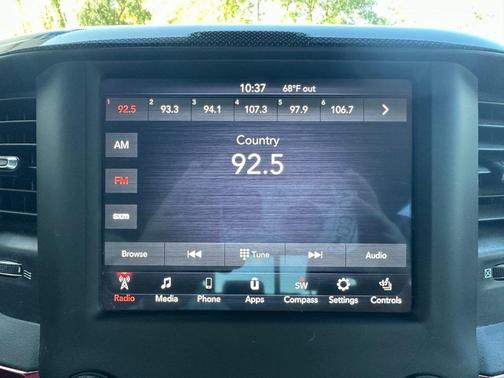 10:37 68°F out
1 92.5 2 93.3 3 94.1 4 107.3 5 97.9 6 106.7
AM
Country
92.5
FM
sxm
Browse Tune Audio
SW
Radio Media Phone Apps Compass Settings Controls